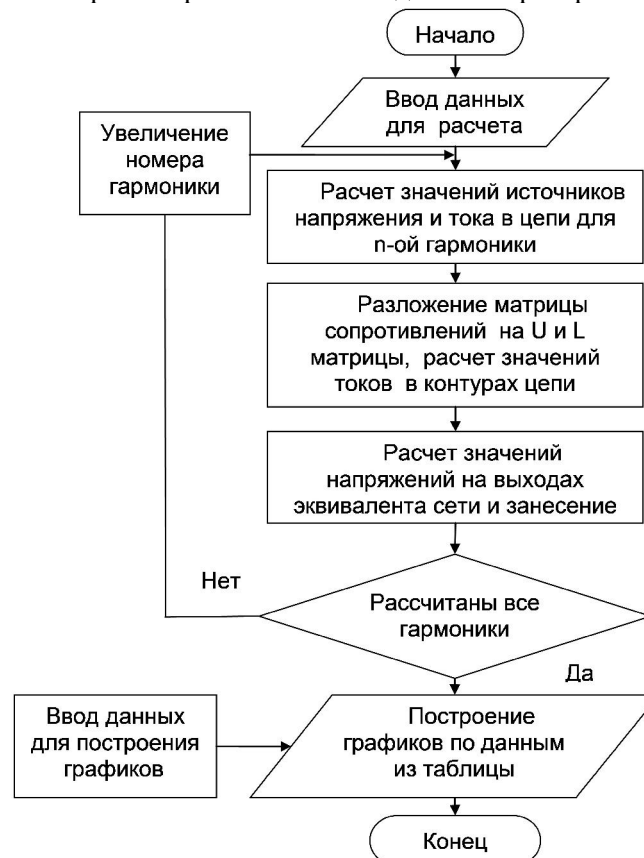 Начало
Ввод данных
для расчета
Увеличение
номера
гармоники
Расчет значений источников
напряжения и тока в цепи для
n-ой гармоники
Разложение матрицы
сопротивлений на U и L
матрицы, расчет значений
токов в контурах цепи
Расчет значений
напряжений на выходах
эквивалента сети и занесение
Нет
Рассчитаны все
гармоники
Да
Ввод данных
для построения
графиков
Построение
графиков по данным
из таблицы
Конец